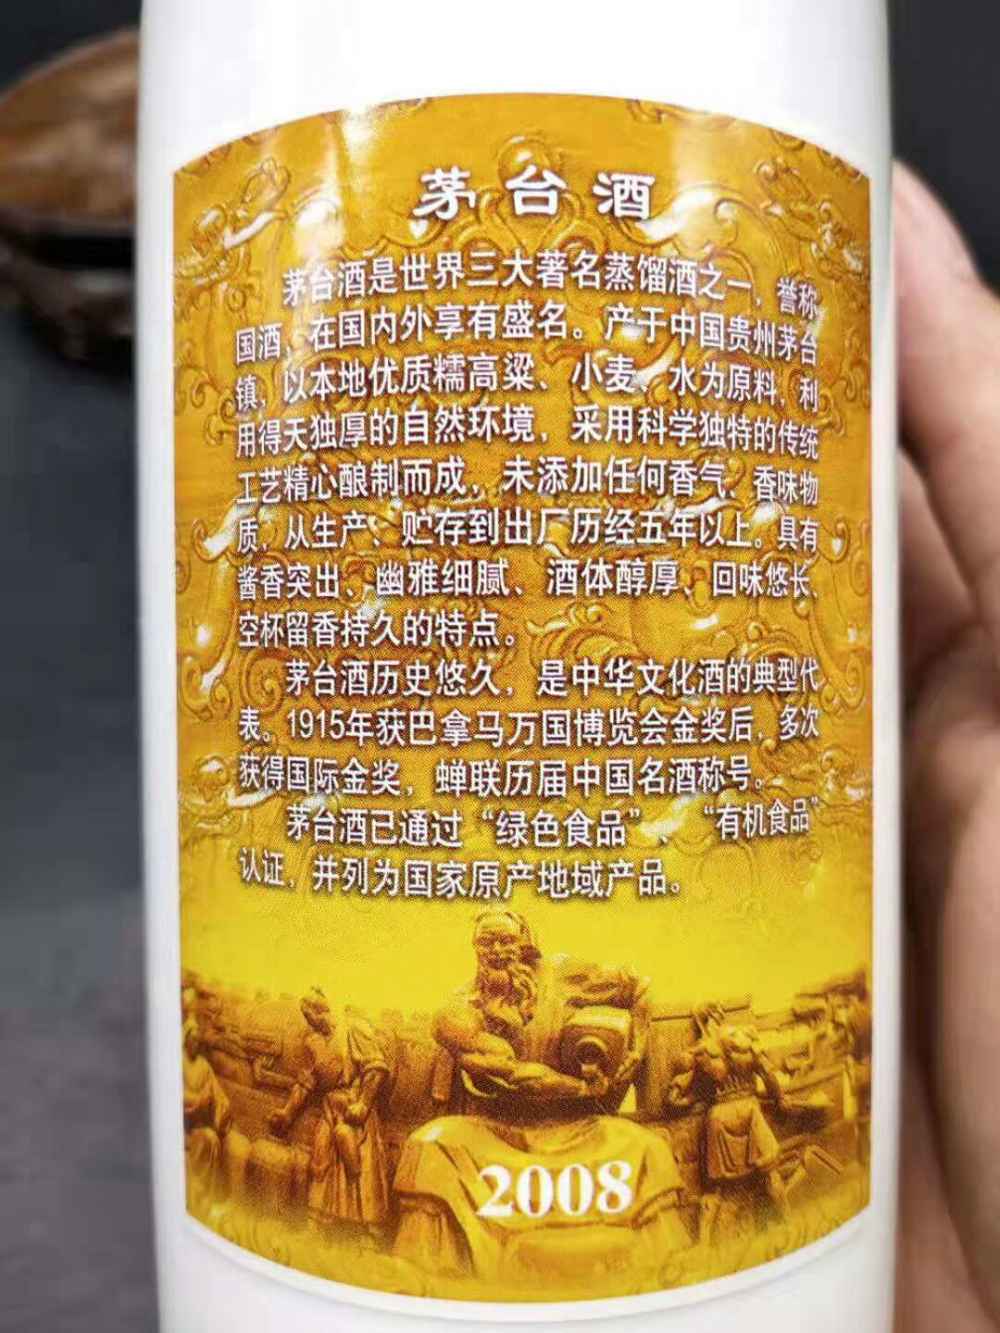 茅台酒
茅台酒是世界三大著名蒸馏酒之一，誉称
国酒，在国内外享有盛名。产于中国贵州茅台
镇，以本地优质糯高粱、小麦、水为原料，利
用得天独厚的自然环境，采用科学独特的传统
工艺精心酿制而成，未添加任何香气、香味物
质，从生产、贮存到出厂历经五年以上。具有
酱香突出、幽雅细腻、酒体醇厚、回味悠长、
空杯留香持久的特点。
茅台酒历史悠久，是中华文化酒的典型代
表。1915年获巴拿马万国博览会金奖后，多次
获得国际金奖，蝉联历届中国名酒称号。
茅台酒已通过“绿色食品”、“有机食品”
认证，并列为国家原产地域产品。
2008